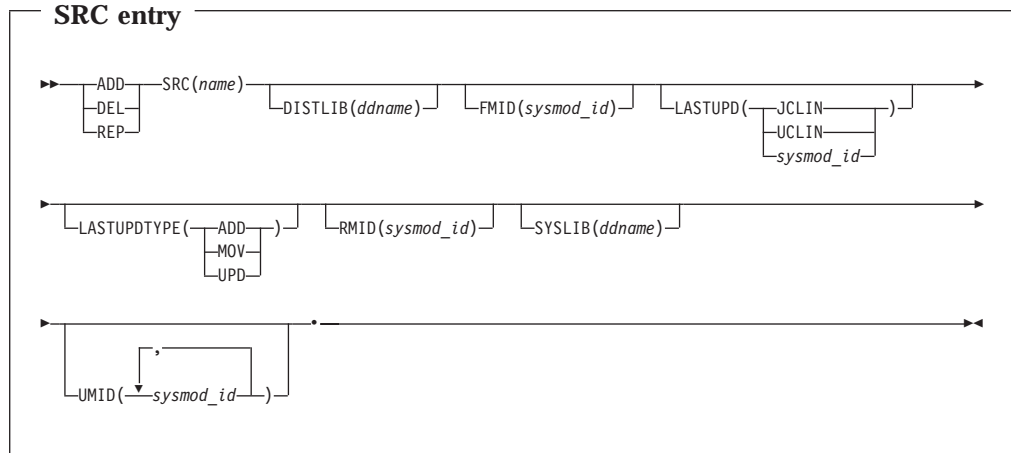 SRC entry
ADD SRC(name) DISTLIB(ddname) FMID(sysmod_id) LASTUPD( JCLIN )
DEL UCLIN
REP sysmod_id
LASTUPDTYPE( ADD ) RMID(sysmod_id) SYSLIB(ddname)
MOV
UPD
.
,
UMID( sysmod_id )